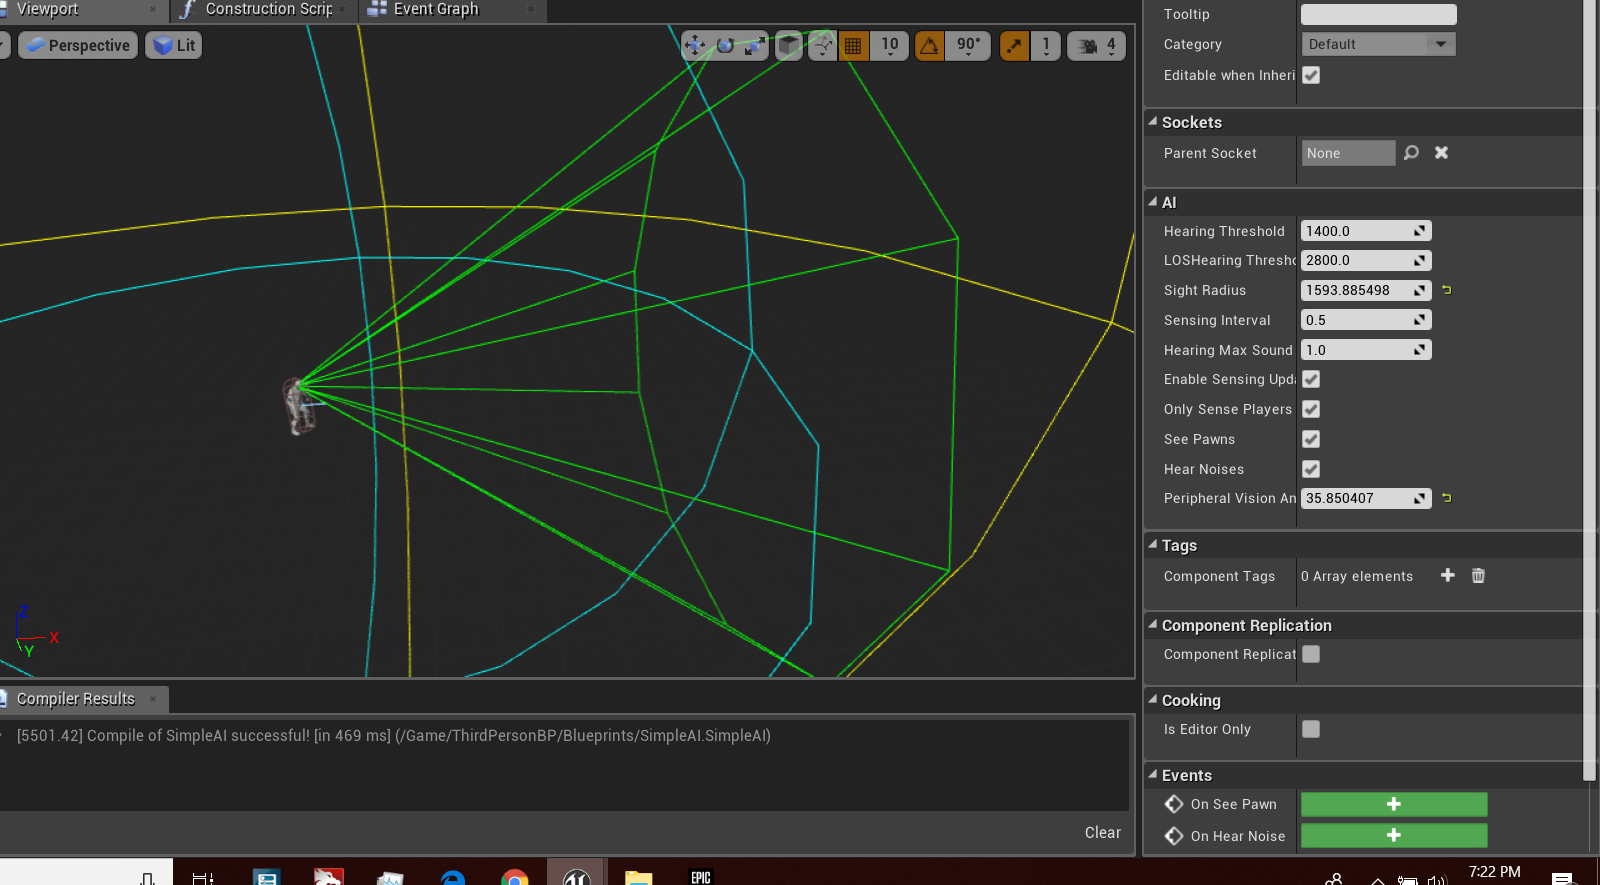 Viewport
Construction Scrip
Event Graph
Perspective
Lit
10
90°
1
4
Z
X
Y
Compiler Results
[5501.42] Compile of SimpleAI successful! [in 469 ms] (/Game/ThirdPersonBP/Blueprints/SimpleAI.SimpleAI)
Clear
Tooltip
Category Default
Editable when Inheri
Sockets
Parent Socket None
AI
Hearing Threshold 1400.0
LOSHearing Thresho 2800.0
Sight Radius 1593.885498
Sensing Interval 0.5
Hearing Max Sound 1.0
Enable Sensing Upda
Only Sense Players
See Pawns
Hear Noises
Peripheral Vision An 35.850407
Tags
Component Tags 0 Array elements
Component Replication
Component Replicat
Cooking
Is Editor Only
Events
On See Pawn
On Hear Noise
EPIC
7:22 PM